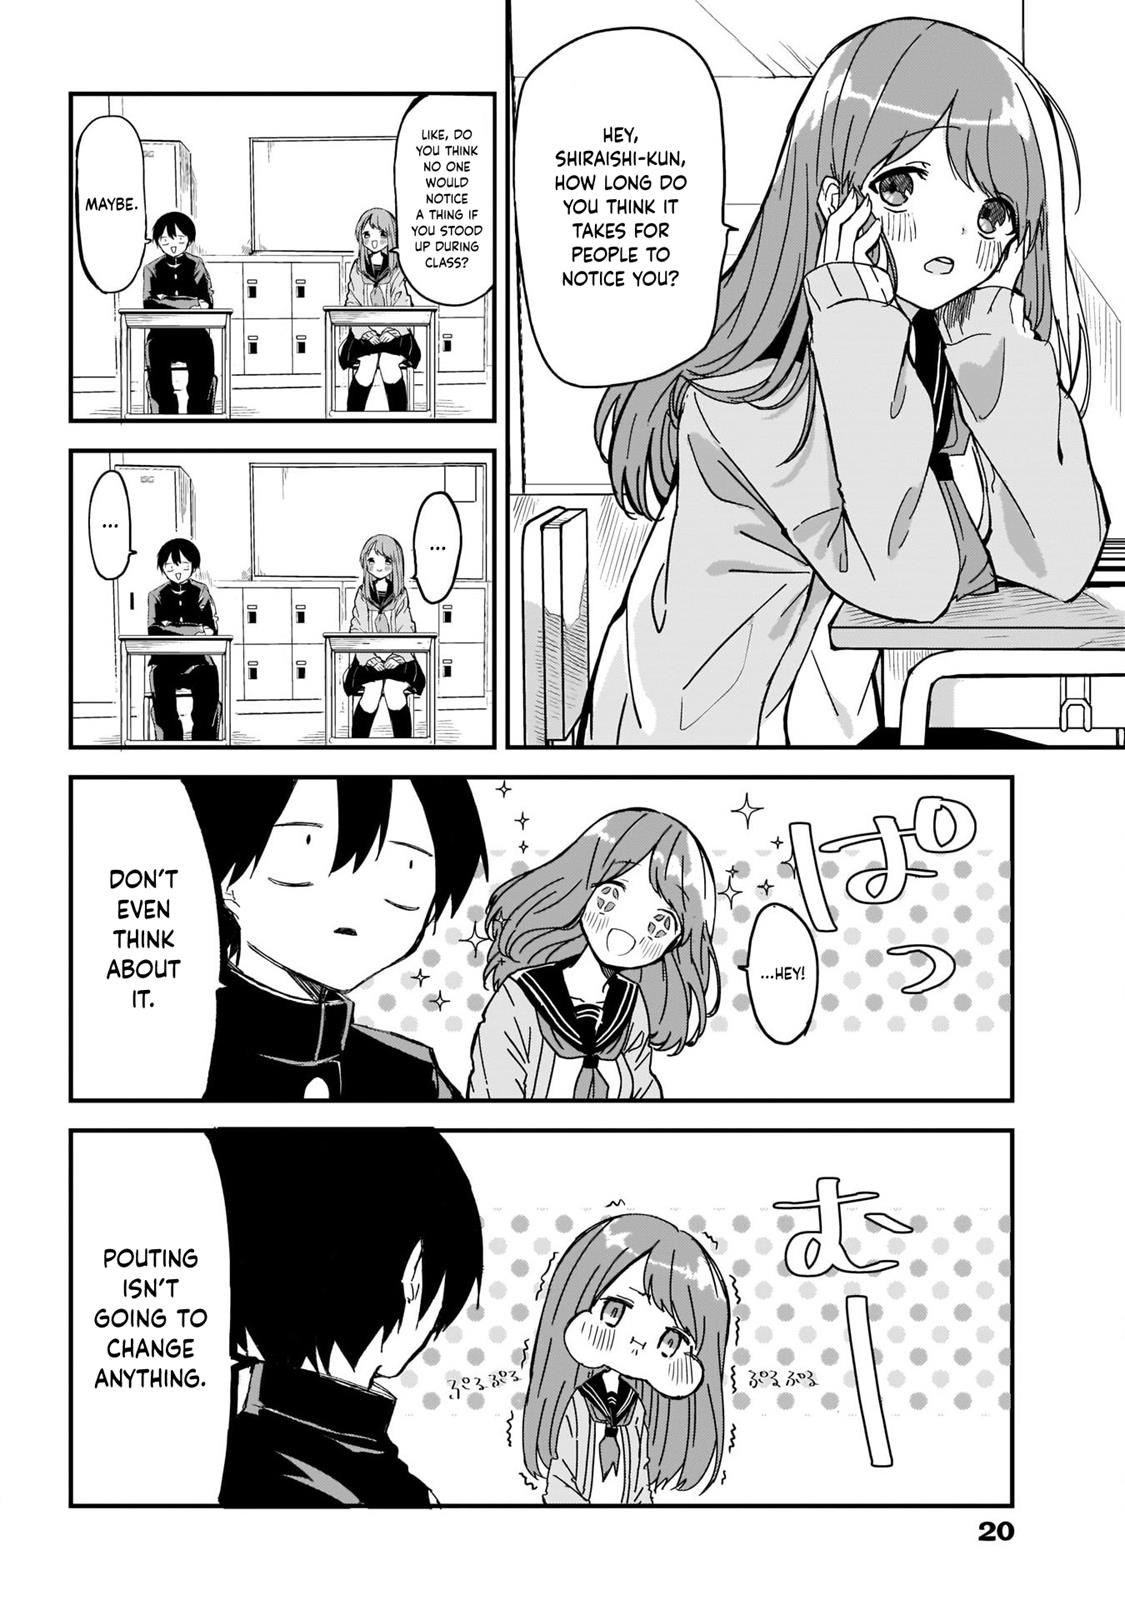 HEY,
SHIRAISHI-KUN,
HOW LONG DO
YOU THINK IT
TAKES FOR
PEOPLE TO
NOTICE YOU?
LIKE, DO
YOU THINK
NO ONE
WOULD
NOTICE
A THING IF
YOU STOOD
UP DURING
CLASS?
MAYBE.
...
...
ぱっ
...HEY!
DON'T
EVEN
THINK
ABOUT
IT.
むー
ぷるぷる
ぷるぷる
POUTING
ISN'T
GOING TO
CHANGE
ANYTHING.
20